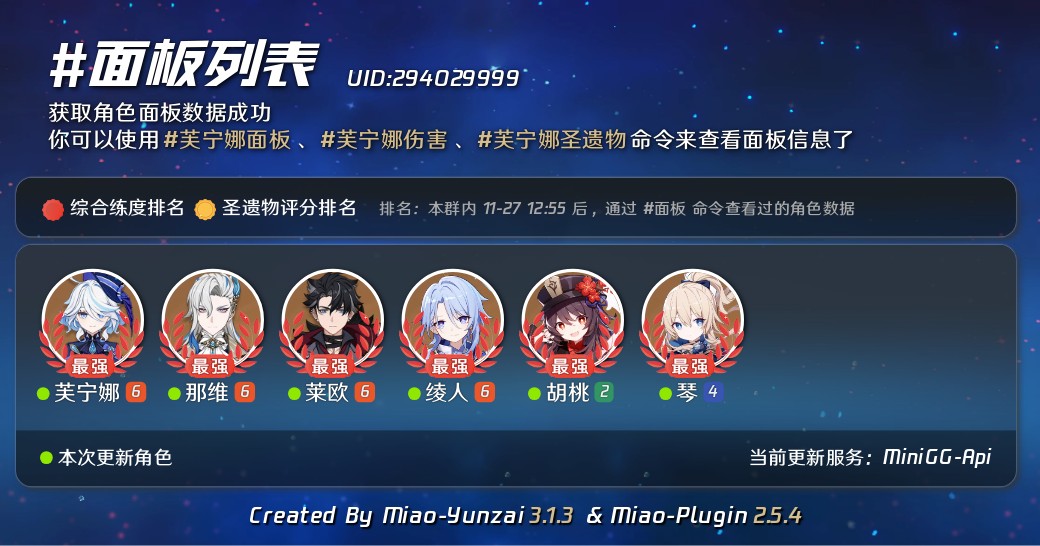 #面板列表 UID:294029999
获取角色面板数据成功
你可以使用#芙宁娜面板、#芙宁娜伤害、#芙宁娜圣遗物命令来查看面板信息了
综合练度排名 圣遗物评分排名 排名：本群内 11-27 12:55 后，通过 #面板 命令查看过的角色数据
最强 最强 最强 最强 最强 最强
芙宁娜 6 那维 6 莱欧 6 绫人 6 胡桃 2 琴 4
本次更新角色 当前更新服务：MiniGG-Api
Created By Miao-Yunzai 3.1.3 & Miao-Plugin 2.5.4